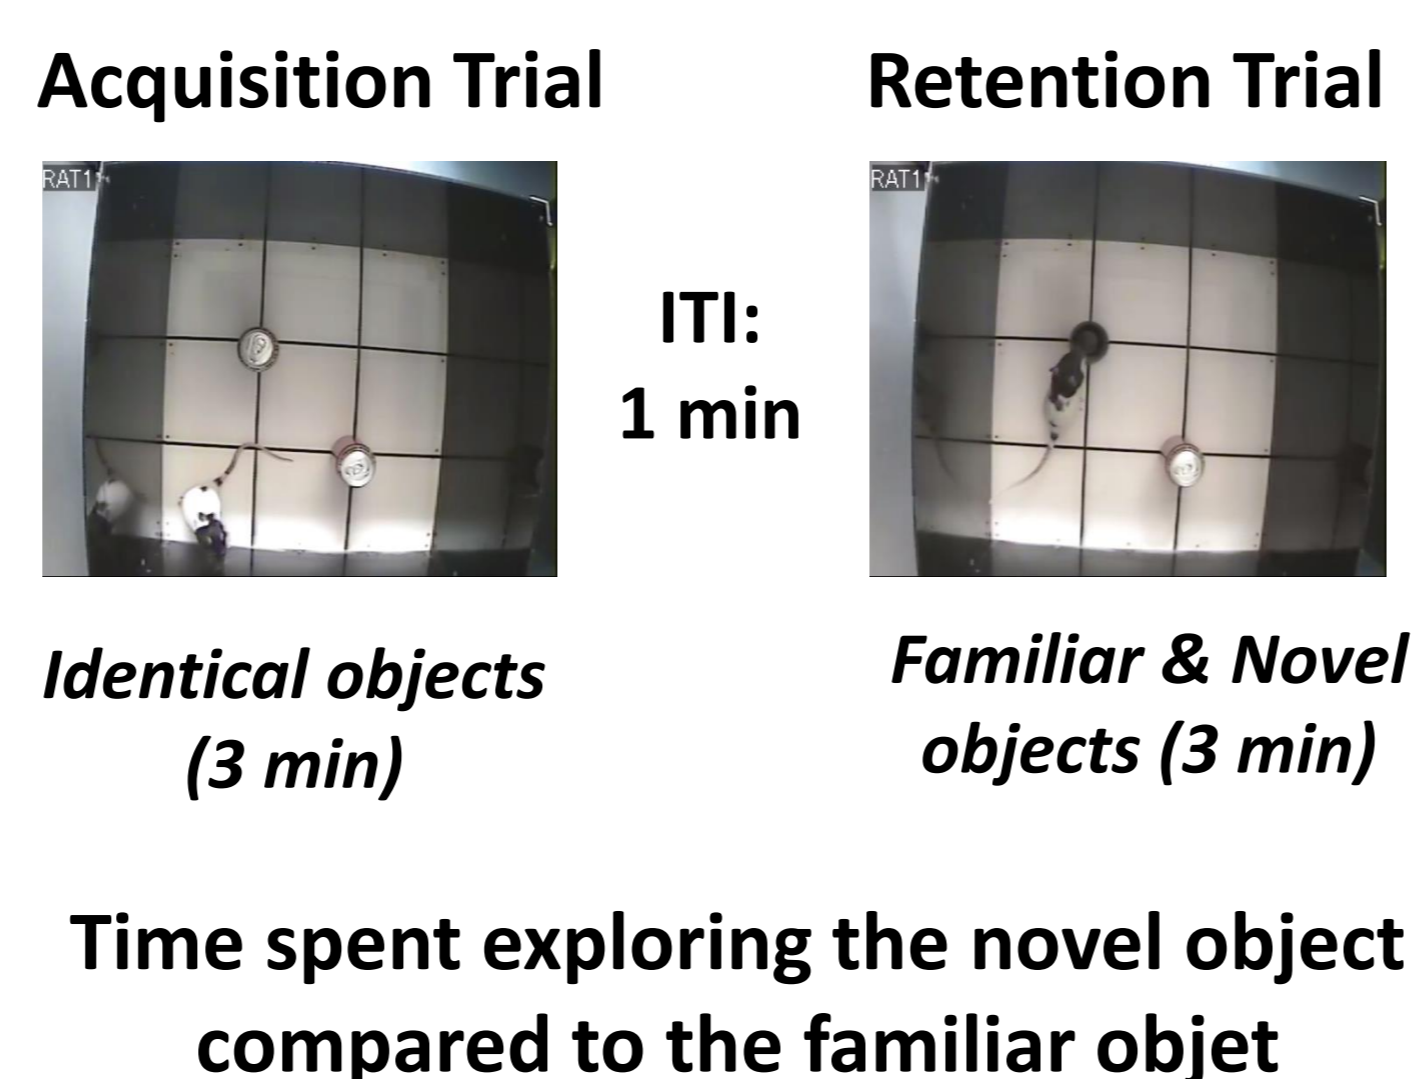 Acquisition Trial
Retention Trial
RAT1
RAT1
ITI:
1 min
Identical objects
(3 min)
Familiar & Novel
objects (3 min)
Time spent exploring the novel object
compared to the familiar objet